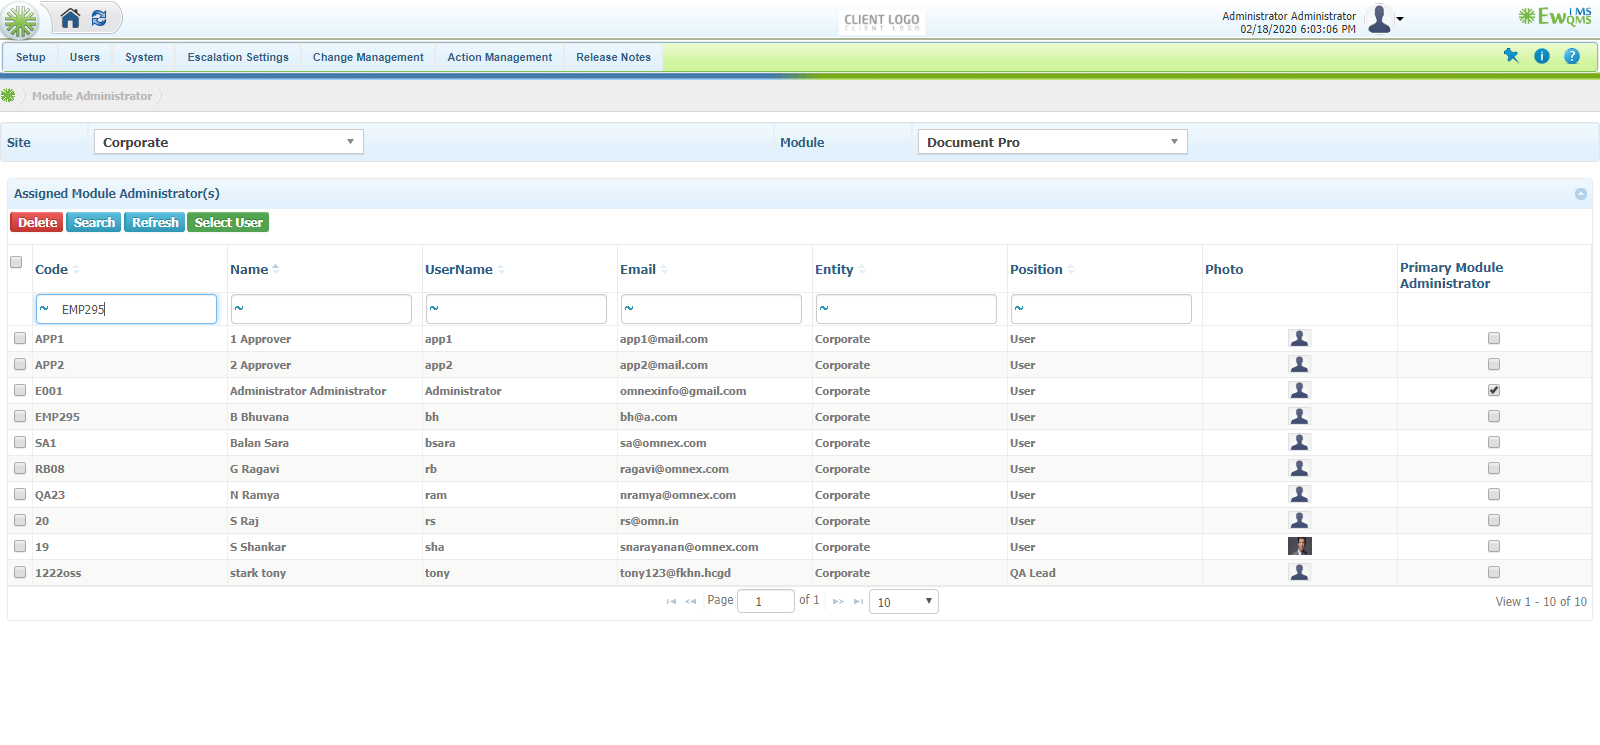 CLIENT LOGO
CLIENT LOGO
Administrator Administrator
02/18/2020 6:03:06 PM
EwQMS IMS
Setup Users System Escalation Settings Change Management Action Management Release Notes
Module Administrator
Site Corporate Module Document Pro
Assigned Module Administrator(s)
Delete Search Refresh Select User
Code Name UserName Email Entity Position Photo Primary Module Administrator
~ EMP295 ~ ~ ~ ~ ~
APP1 1 Approver app1 app1@mail.com Corporate User
APP2 2 Approver app2 app2@mail.com Corporate User
E001 Administrator Administrator Administrator omnexinfo@gmail.com Corporate User
EMP295 B Bhuvana bh bh@a.com Corporate User
SA1 Balan Sara bsara sa@omnex.com Corporate User
RB08 G Ragavi rb ragavi@omnex.com Corporate User
QA23 N Ramya ram nramya@omnex.com Corporate User
20 S Raj rs rs@omn.in Corporate User
19 S Shankar sha snarayanan@omnex.com Corporate User
1222oss stark tony tony tony123@fkhn.hcgd Corporate QA Lead
Page 1 of 1 10 View 1 - 10 of 10